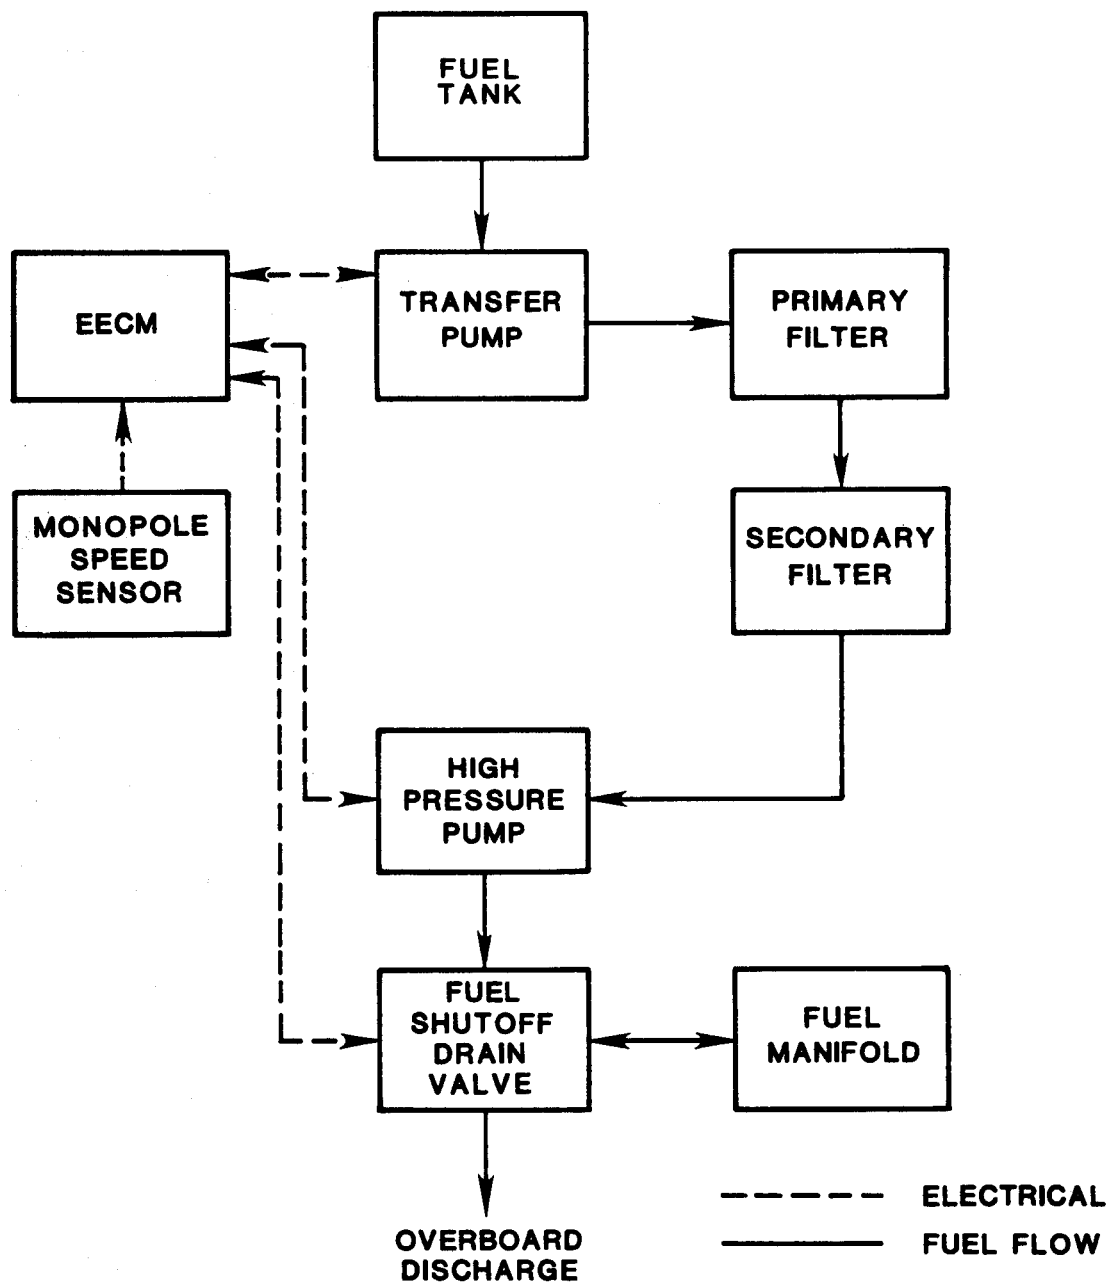 FUEL
TANK
EECM
TRANSFER
PUMP
PRIMARY
FILTER
MONOPOLE
SPEED
SENSOR
SECONDARY
FILTER
HIGH
PRESSURE
PUMP
FUEL
SHUTOFF
DRAIN
VALVE
FUEL
MANIFOLD
OVERBOARD
DISCHARGE
ELECTRICAL
FUEL FLOW